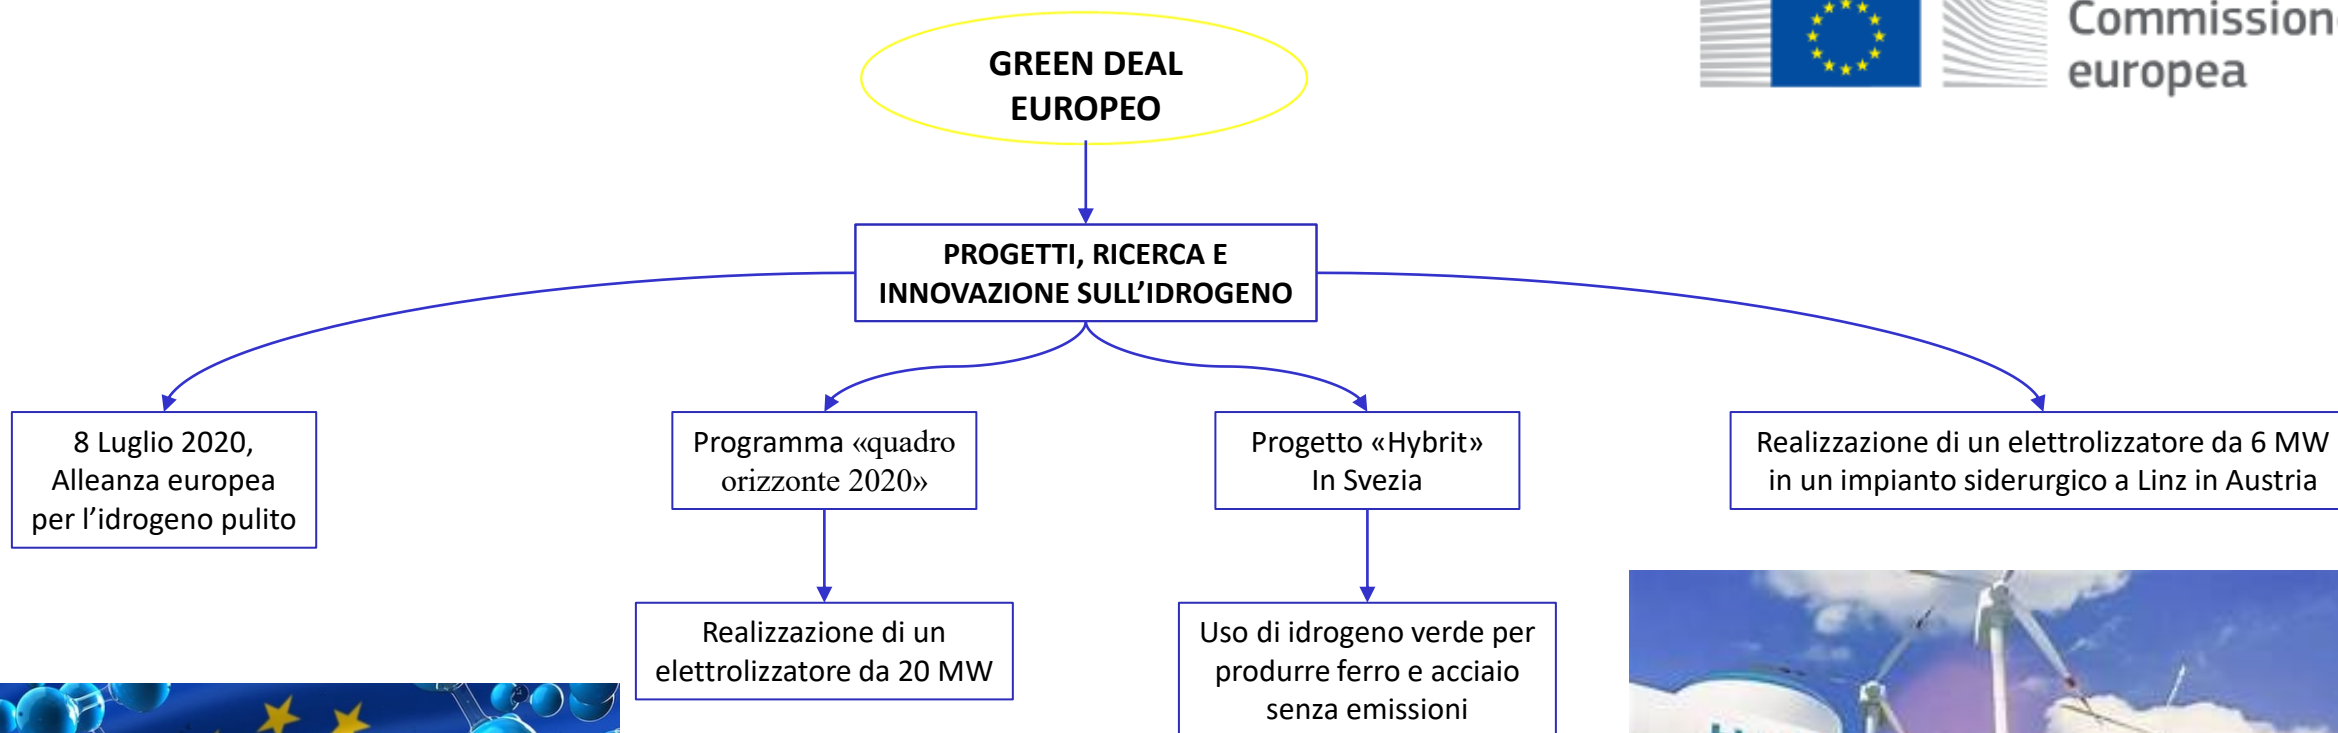 Commissione
europea
GREEN DEAL
EUROPEO
PROGETTI, RICERCA E
INNOVAZIONE SULL’IDROGENO
8 Luglio 2020,
Alleanza europea
per l’idrogeno pulito
Programma «quadro
orizzonte 2020»
Progetto «Hybrit»
In Svezia
Realizzazione di un elettrolizzatore da 6 MW
in un impianto siderurgico a Linz in Austria
Realizzazione di un
elettrolizzatore da 20 MW
Uso di idrogeno verde per
produrre ferro e acciaio
senza emissioni